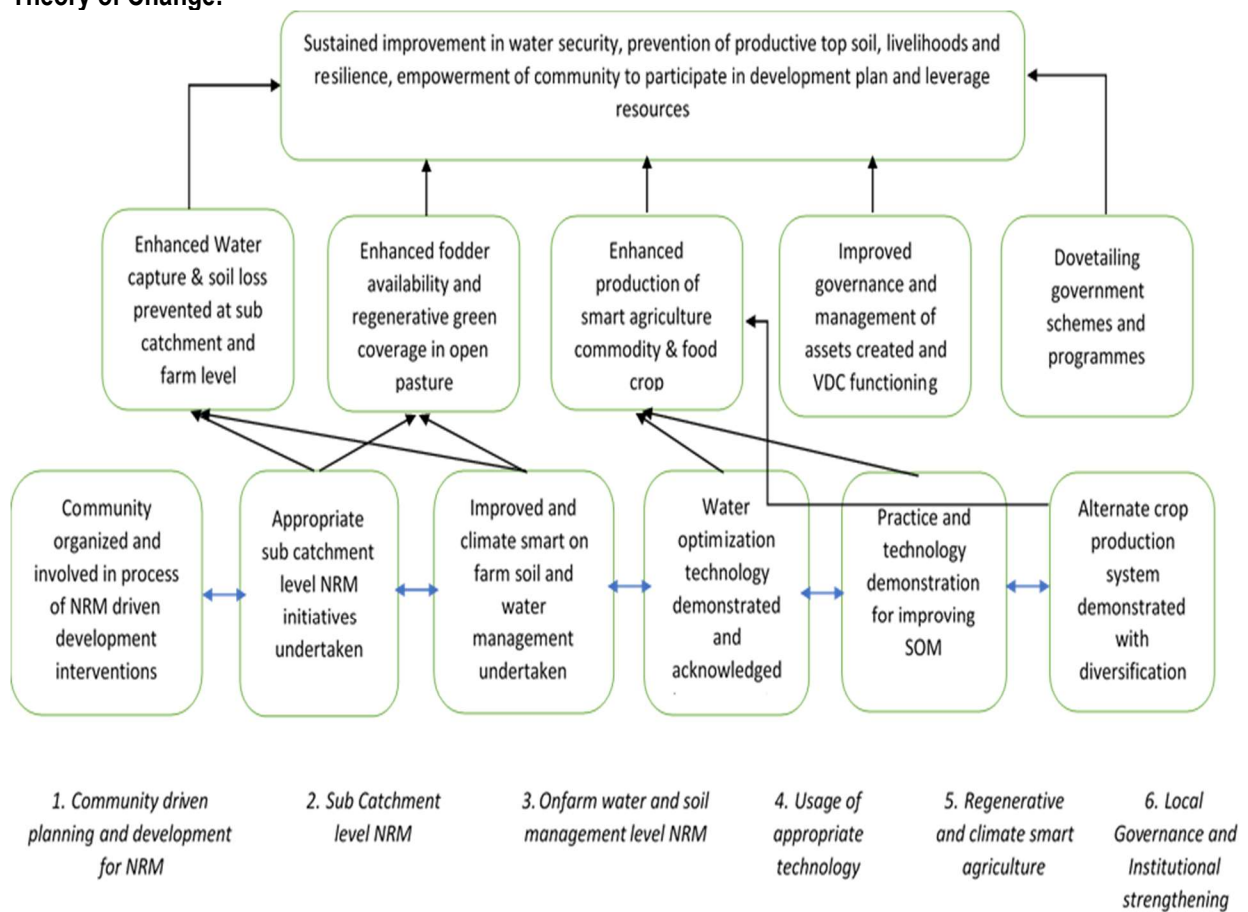 Theory of Change:
Sustained improvement in water security, prevention of productive top soil, livelihoods and
resilience, empowerment of community to participate in development plan and leverage
resources
Enhanced Water
capture & soil loss
prevented at sub
catchment and
farm level
Enhanced fodder
availability and
regenerative green
coverage in open
pasture
Enhanced
production of
smart agriculture
commodity & food
crop
Improved
governance and
management of
assets created and
VDC functioning
Dovetailing
government
schemes and
programmes
Community
organized and
involved in process
of NRM driven
development
interventions
Appropriate
sub catchment
level NRM
initiatives
undertaken
Improved and
climate smart on
farm soil and
water
management
undertaken
Water
optimization
technology
demonstrated
and
acknowledged
Practice and
technology
demonstration
for improving
SOM
Alternate crop
production
system
demonstrated
with
diversification
1. Community driven
planning and development
for NRM
2. Sub Catchment
level NRM
3. Onfarm water and soil
management level NRM
4. Usage of
appropriate
technology
5. Regenerative
and climate smart
agriculture
6. Local
Governance and
Institutional
strengthening